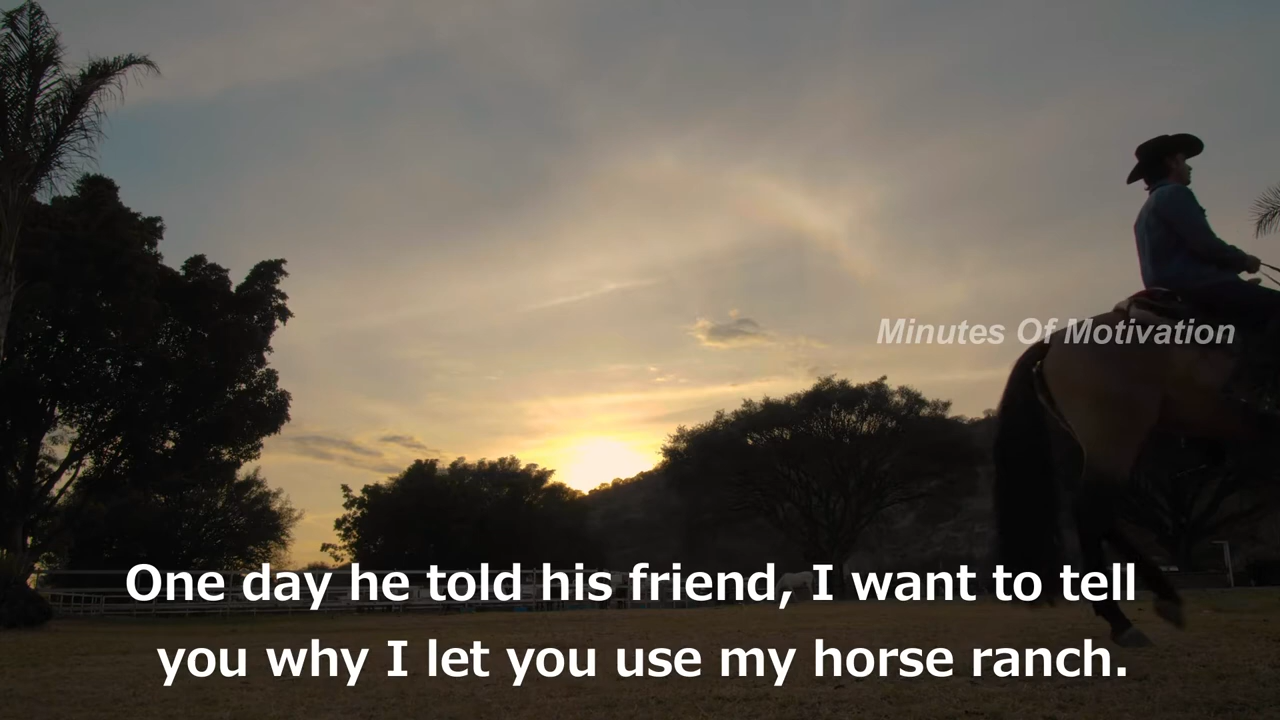 Minutes Of Motivation
One day he told his friend, I want to tell
you why I let you use my horse ranch.